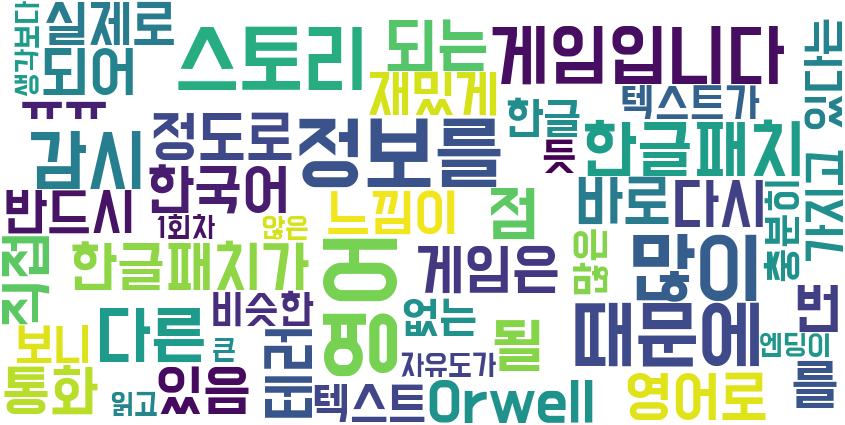 생각보다
실제로
되어
ㅠㅠ
스토리
되는
재밌게
게임입니다
텍스트가
있다는
감시
정도로
정보를
한글
듯
한글패치
가지고
한국어
반드시
1회차
않은
느낌이
점
바로
다시
충분히
직접
한글패치가
영어
게임은
많은
많이
비슷한
없는
때문에
번
보니
다른
큰
테러
자유도가
될
엔딩이
를
통화
읽고
있음
텍스트
Orwell
영어로